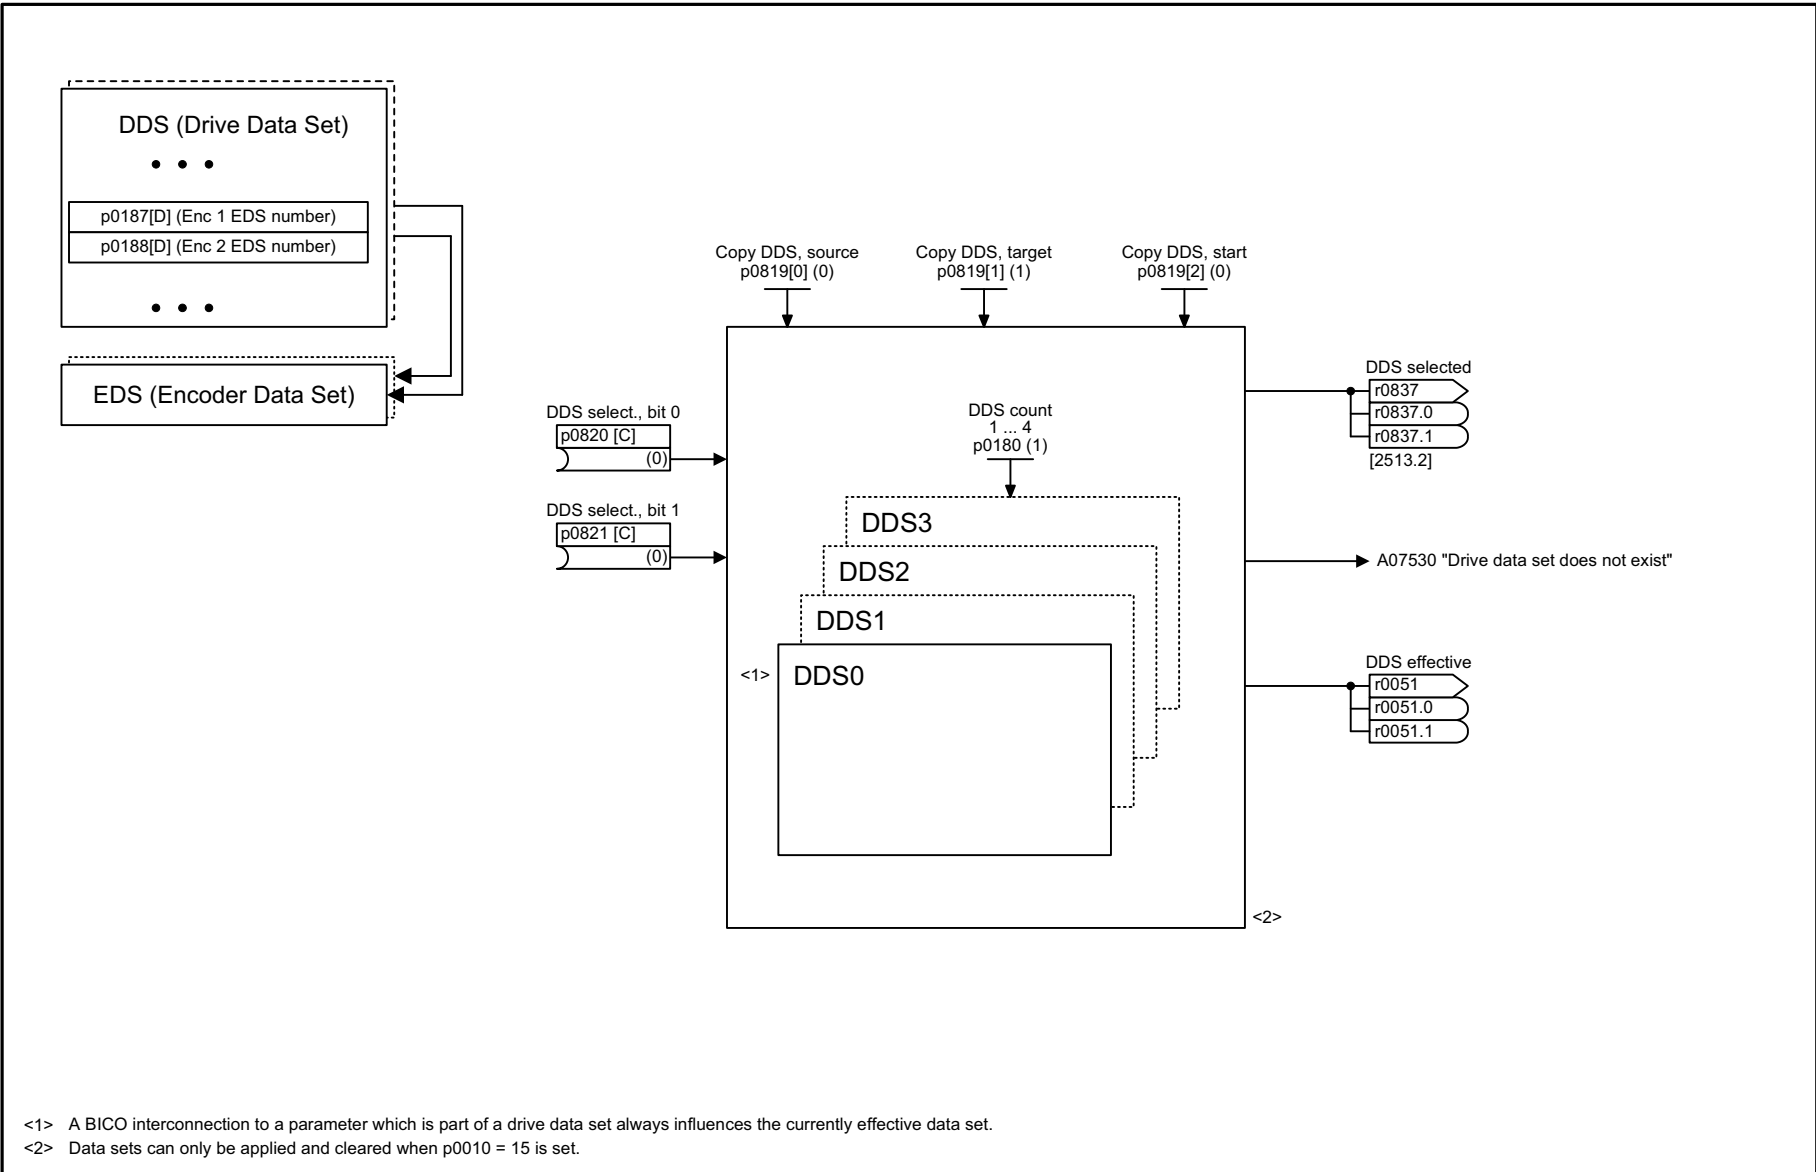 DDS (Drive Data Set)
• • •
p0187[D] (Enc 1 EDS number)
p0188[D] (Enc 2 EDS number)
• • •
EDS (Encoder Data Set)
Copy DDS, source
p0819[0] (0)
Copy DDS, target
p0819[1] (1)
Copy DDS, start
p0819[2] (0)
DDS select., bit 0
p0820 [C]
(0)
DDS select., bit 1
p0821 [C]
(0)
DDS count
1 ... 4
p0180 (1)
DDS3
DDS2
DDS1
<1>
DDS0
<2>
DDS selected
r0837
r0837.0
r0837.1
[2513.2]
A07530 "Drive data set does not exist"
DDS effective
r0051
r0051.0
r0051.1
<1> A BICO interconnection to a parameter which is part of a drive data set always influences the currently effective data set.
<2> Data sets can only be applied and cleared when p0010 = 15 is set.